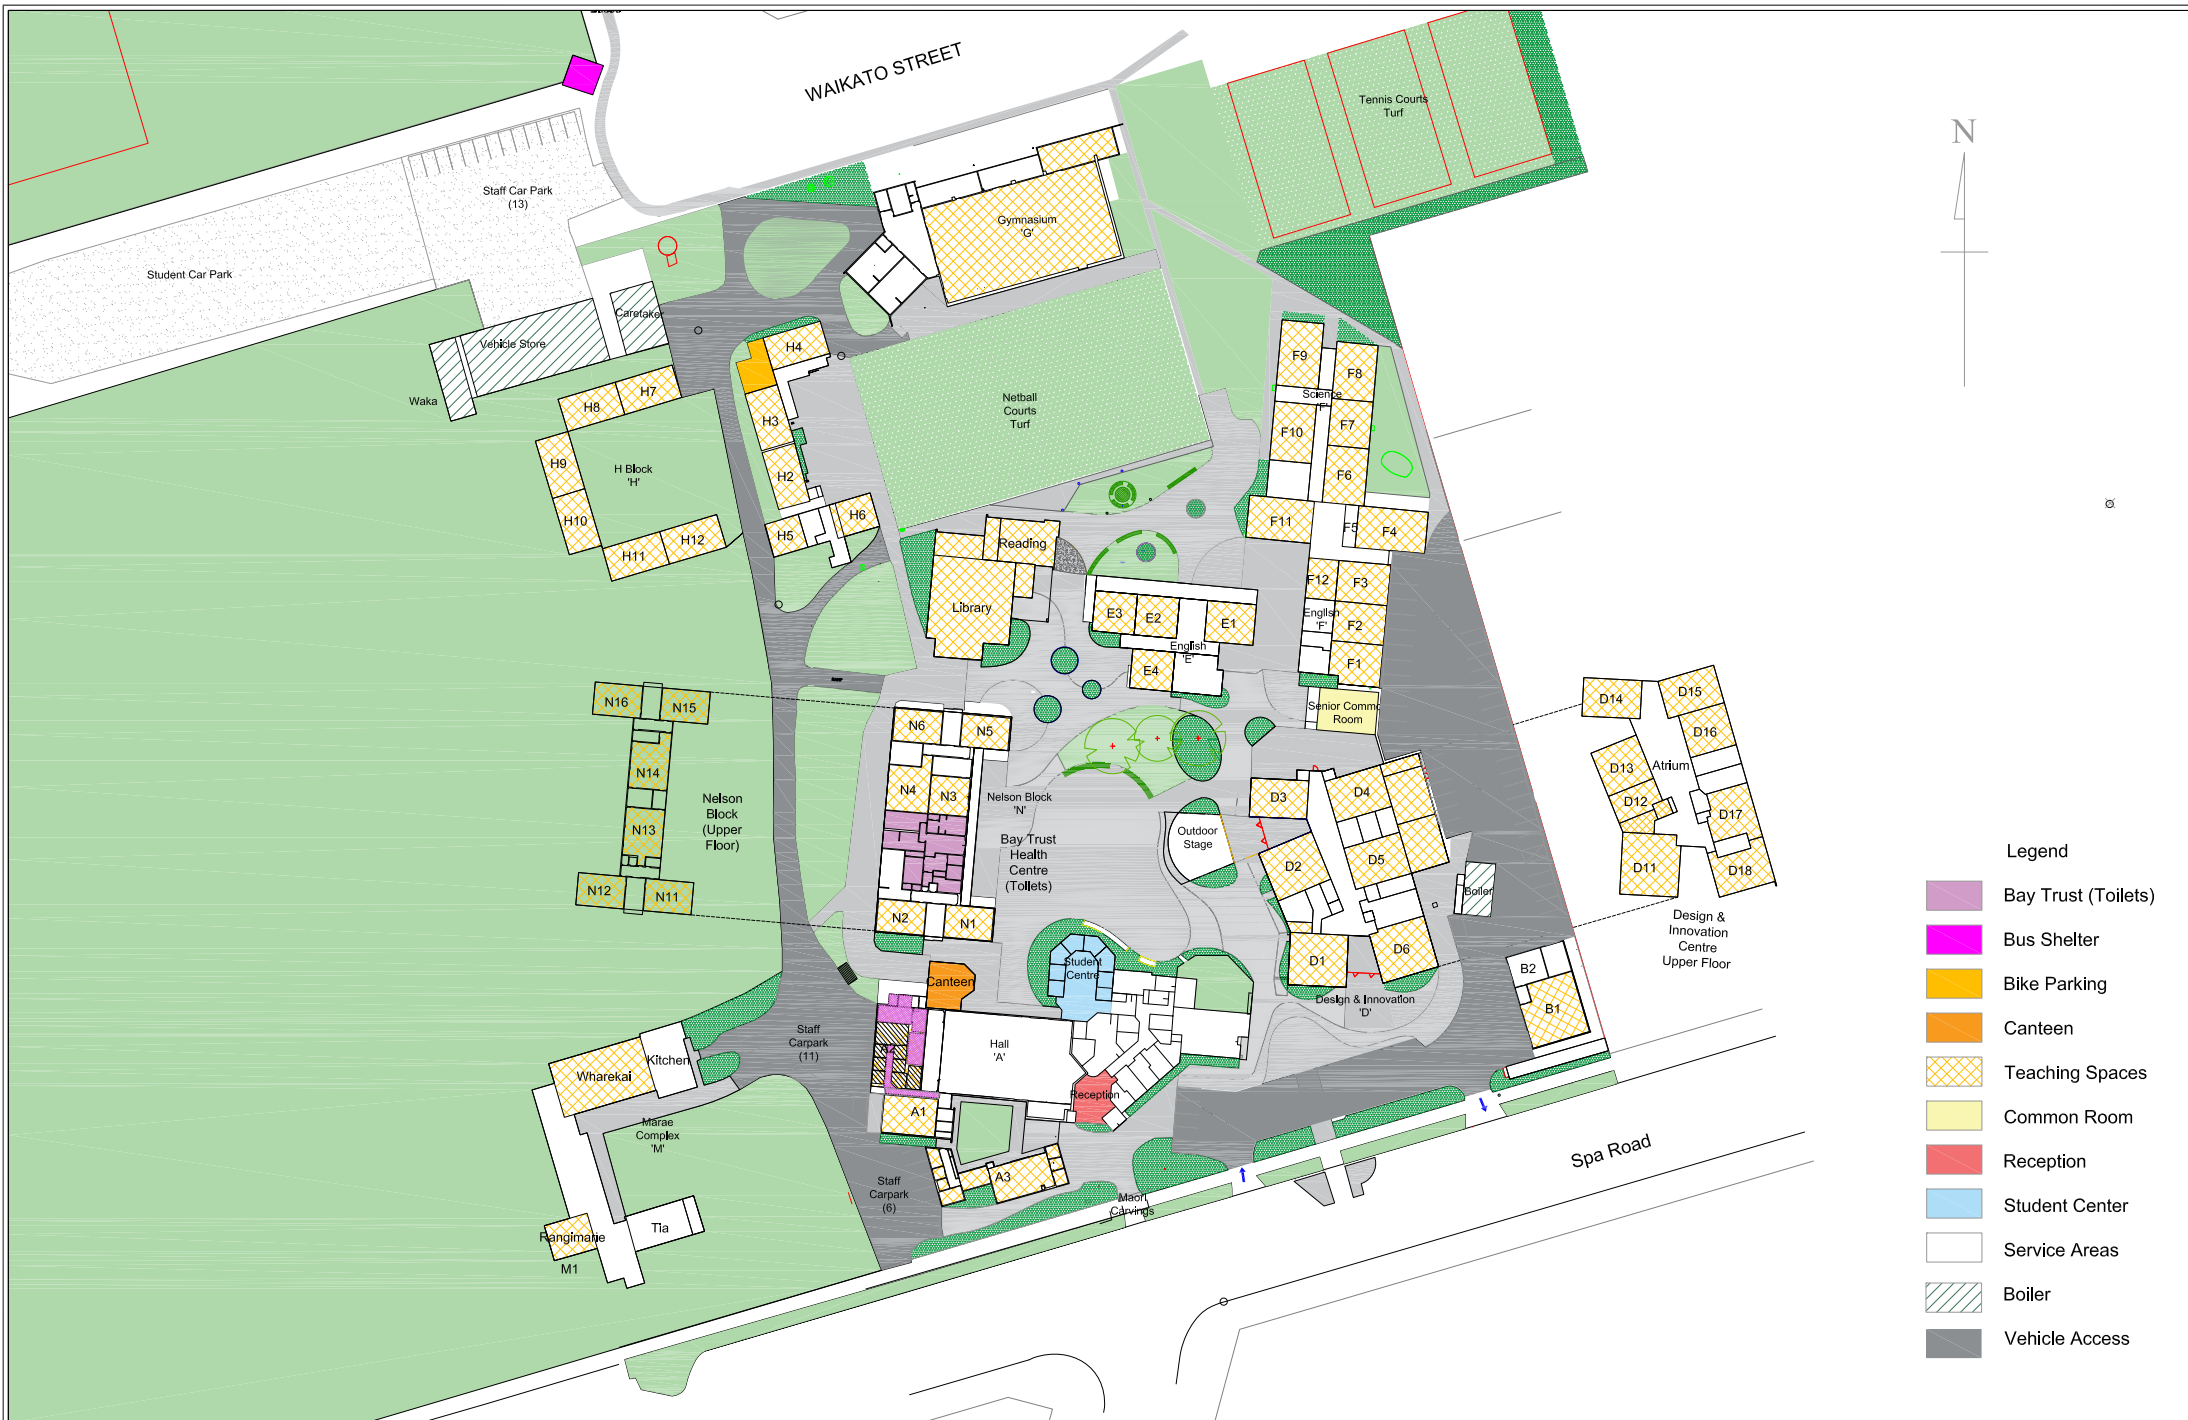 WAIKATO STREET
Tennis Courts
Turf
N
Staff Car Park
(13)
Student Car Park
Gymnasium
'G'
Caretaker
Vehicle Store
Waka
H4
H3
H2
H5
H6
H7
H8
H9
H10
H11
H12
H Block
'H'
Netball
Courts
Turf
F9
F8
Science
'F'
F10
F7
F6
F11
F5
F4
F12
F3
English
'F'
F2
F1
Reading
Library
E3
E2
E1
English
'E'
E4
Senior Commo
Room
N16
N15
N14
N13
N12
N11
Nelson
Block
(Upper
Floor)
N6
N5
N4
N3
N2
N1
Nelson Block
'N'
Bay Trust
Health
Centre
(Toilets)
Outdoor
Stage
D3
D4
D2
D5
D1
D6
Design & Innovation
'D'
Boiler
D14
D15
D16
Atrium
D13
D12
D17
D11
D18
Design &
Innovation
Centre
Upper Floor
B2
B1
Student
Centre
Canteen
Staff
Carpark
(11)
A2
Hall
'A'
Reception
A1
A3
Staff
Carpark
(6)
Maori
Carvings
Spa Road
Kitchen
Wharekai
Marae
Complex
'M'
Tia
Rangimarie
M1
Legend
Bay Trust (Toilets)
Bus Shelter
Bike Parking
Canteen
Teaching Spaces
Common Room
Reception
Student Center
Service Areas
Boiler
Vehicle Access